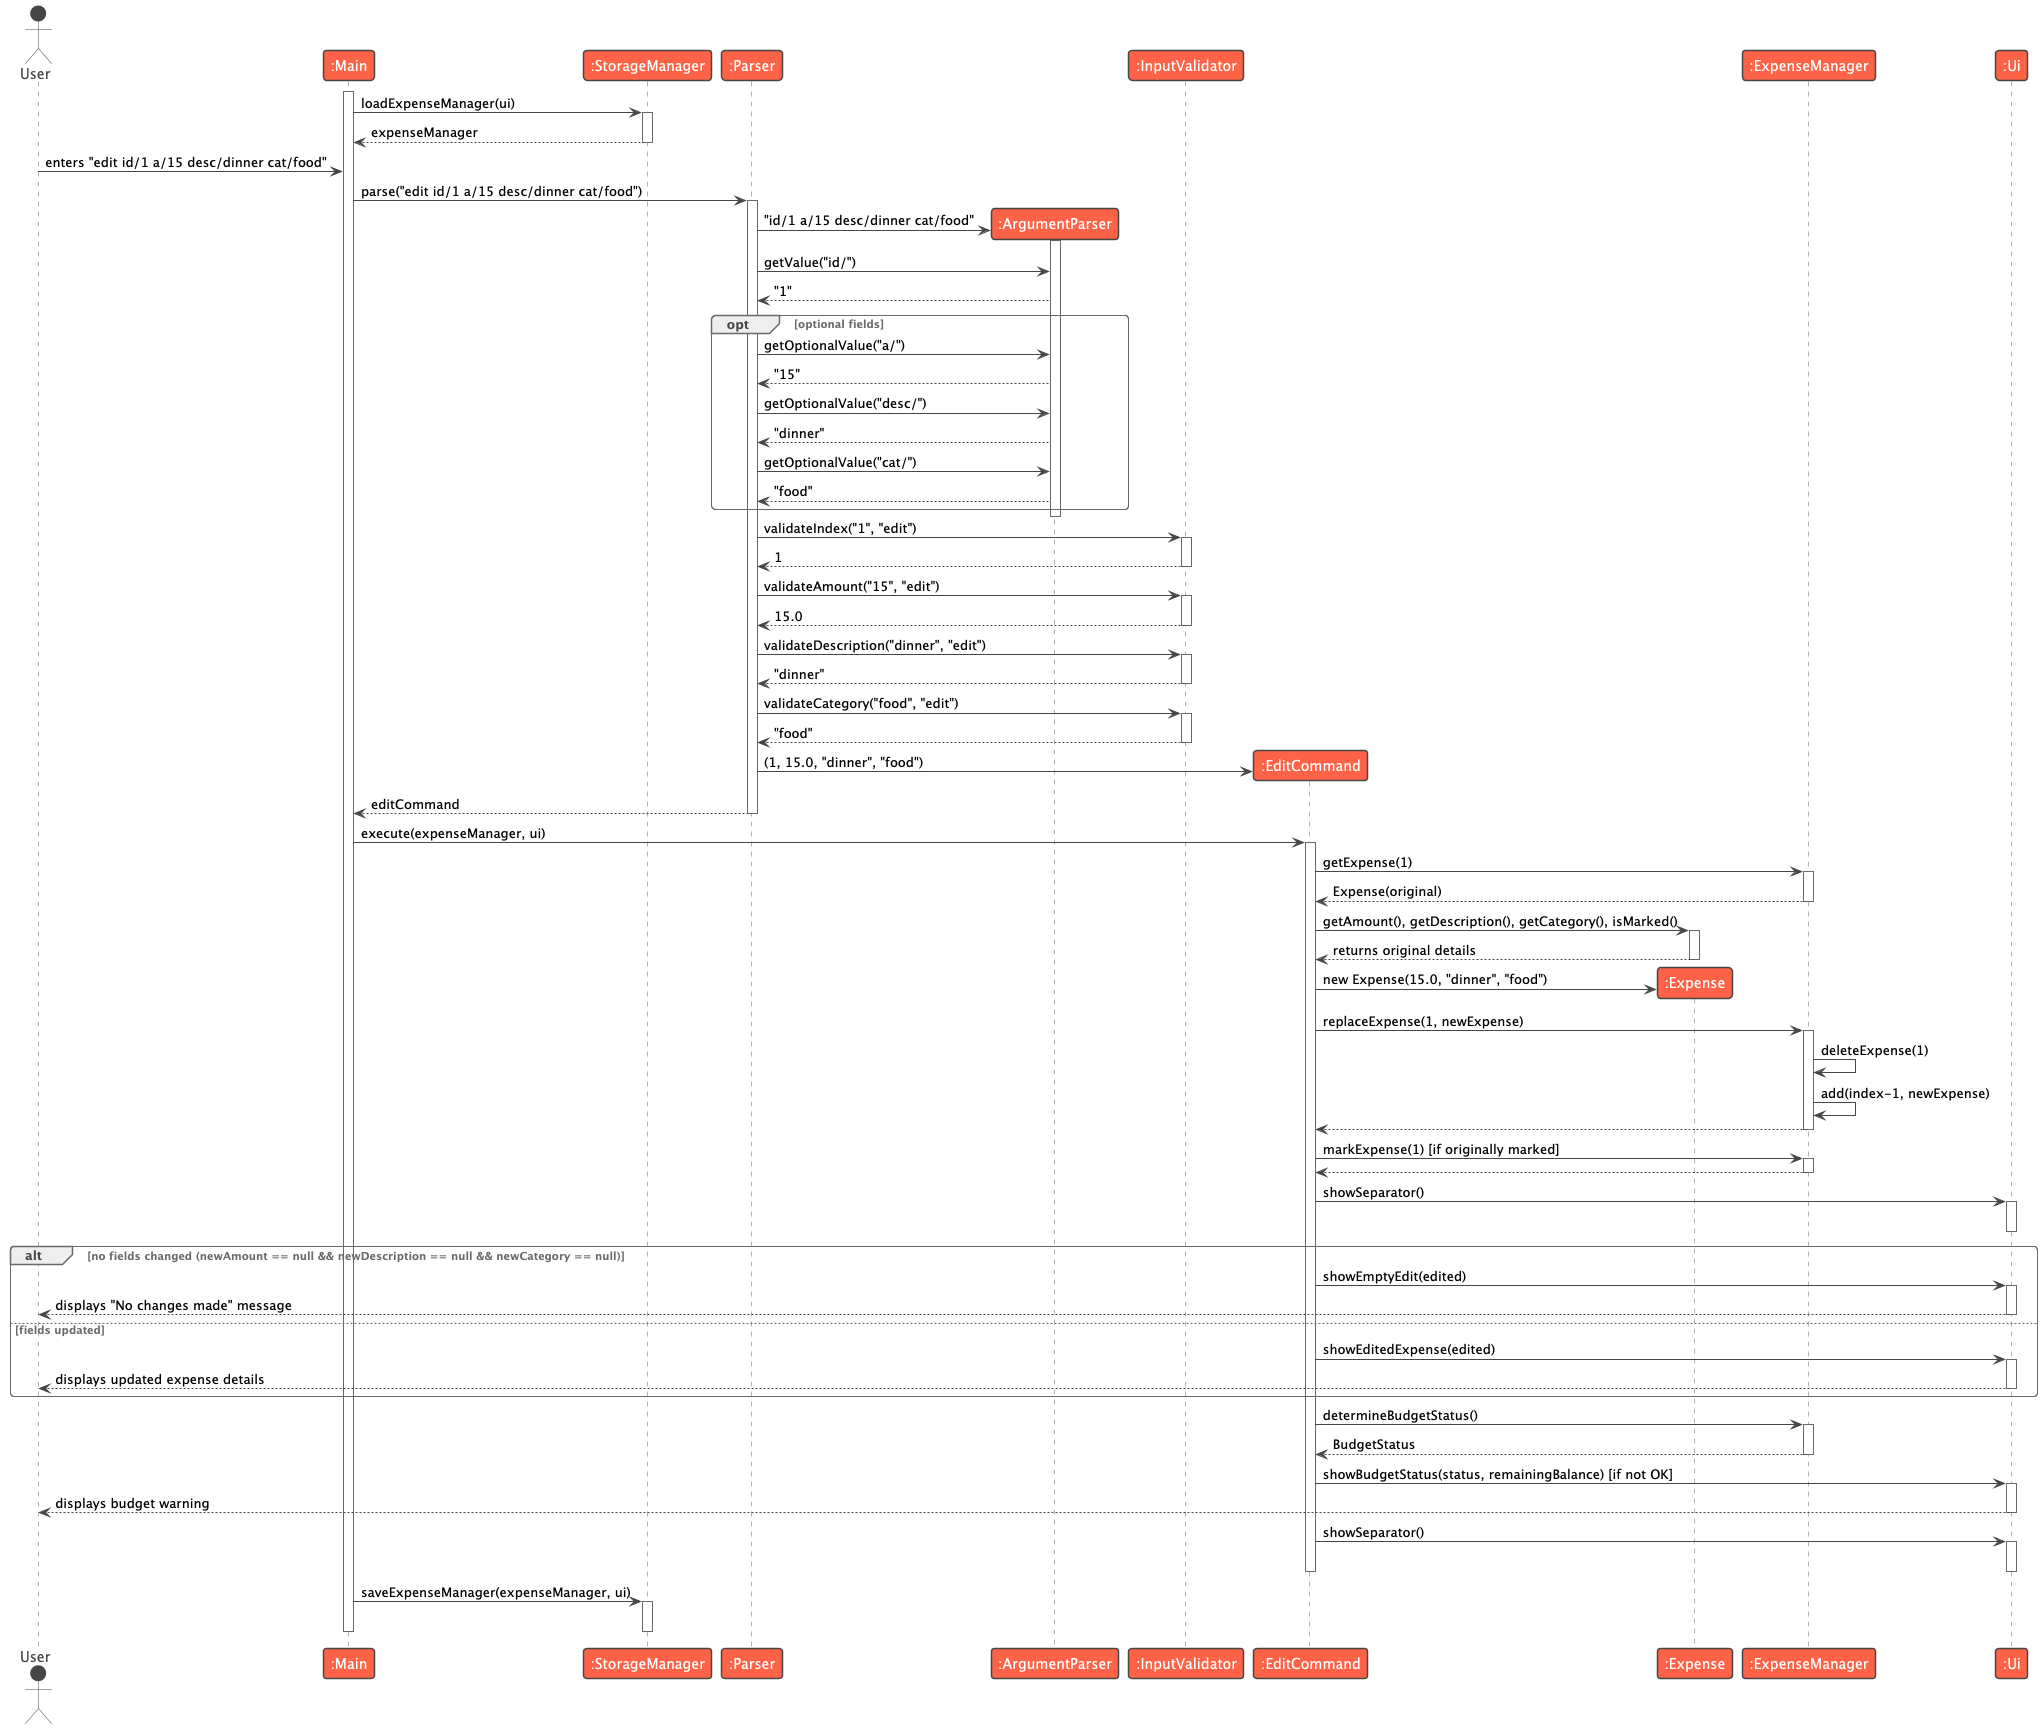 User
:Main
:StorageManager
:Parser
:InputValidator
:ExpenseManager
:Ui
loadExpenseManager(ui)
expenseManager
enters "edit id/1 a/15 desc/dinner cat/food"
parse("edit id/1 a/15 desc/dinner cat/food")
"id/1 a/15 desc/dinner cat/food"
:ArgumentParser
getValue("id/")
"1"
opt
[optional fields]
getOptionalValue("a/")
"15"
getOptionalValue("desc/")
"dinner"
getOptionalValue("cat/")
"food"
validateIndex("1", "edit")
1
validateAmount("15", "edit")
15.0
validateDescription("dinner", "edit")
"dinner"
validateCategory("food", "edit")
"food"
(1, 15.0, "dinner", "food")
:EditCommand
editCommand
execute(expenseManager, ui)
getExpense(1)
Expense(original)
getAmount(), getDescription(), getCategory(), isMarked()
returns original details
new Expense(15.0, "dinner", "food")
:Expense
replaceExpense(1, newExpense)
deleteExpense(1)
add(index-1, newExpense)
markExpense(1) [if originally marked]
showSeparator()
alt
[no fields changed (newAmount == null && newDescription == null && newCategory == null)]
showEmptyEdit(edited)
displays "No changes made" message
[fields updated]
showEditedExpense(edited)
displays updated expense details
determineBudgetStatus()
BudgetStatus
showBudgetStatus(status, remainingBalance) [if not OK]
displays budget warning
showSeparator()
saveExpenseManager(expenseManager, ui)
User
:Main
:StorageManager
:Parser
:ArgumentParser
:InputValidator
:EditCommand
:Expense
:ExpenseManager
:Ui